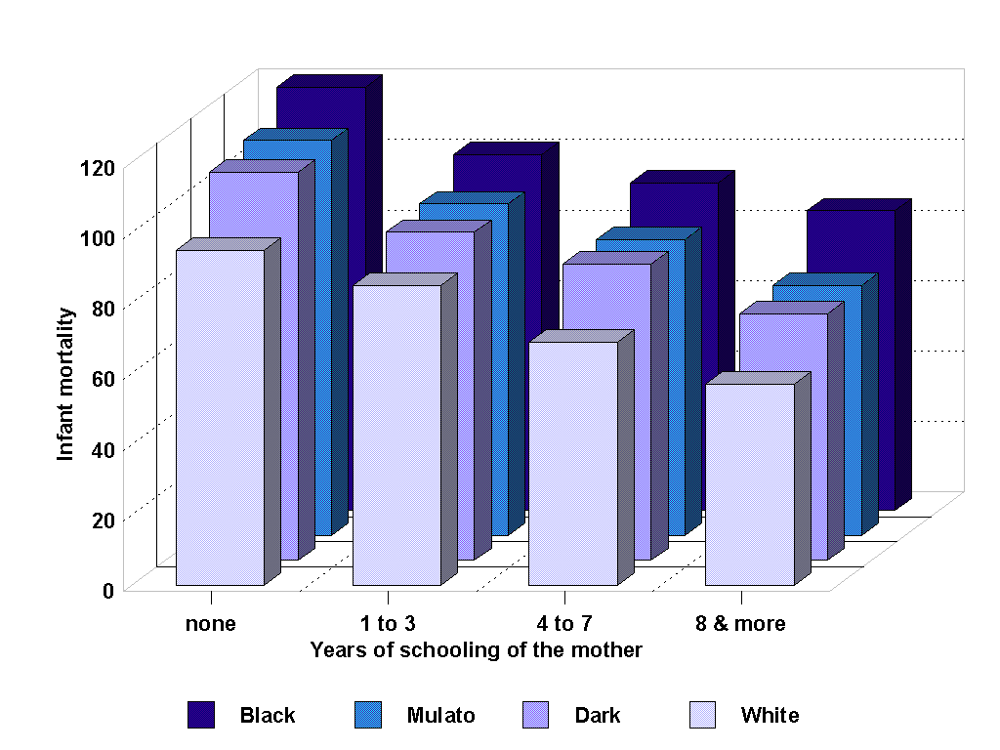 120
100
80
60
40
20
0
Infant mortality
none 1 to 3 4 to 7 8 & more
Years of schooling of the mother
Black Mulato Dark White